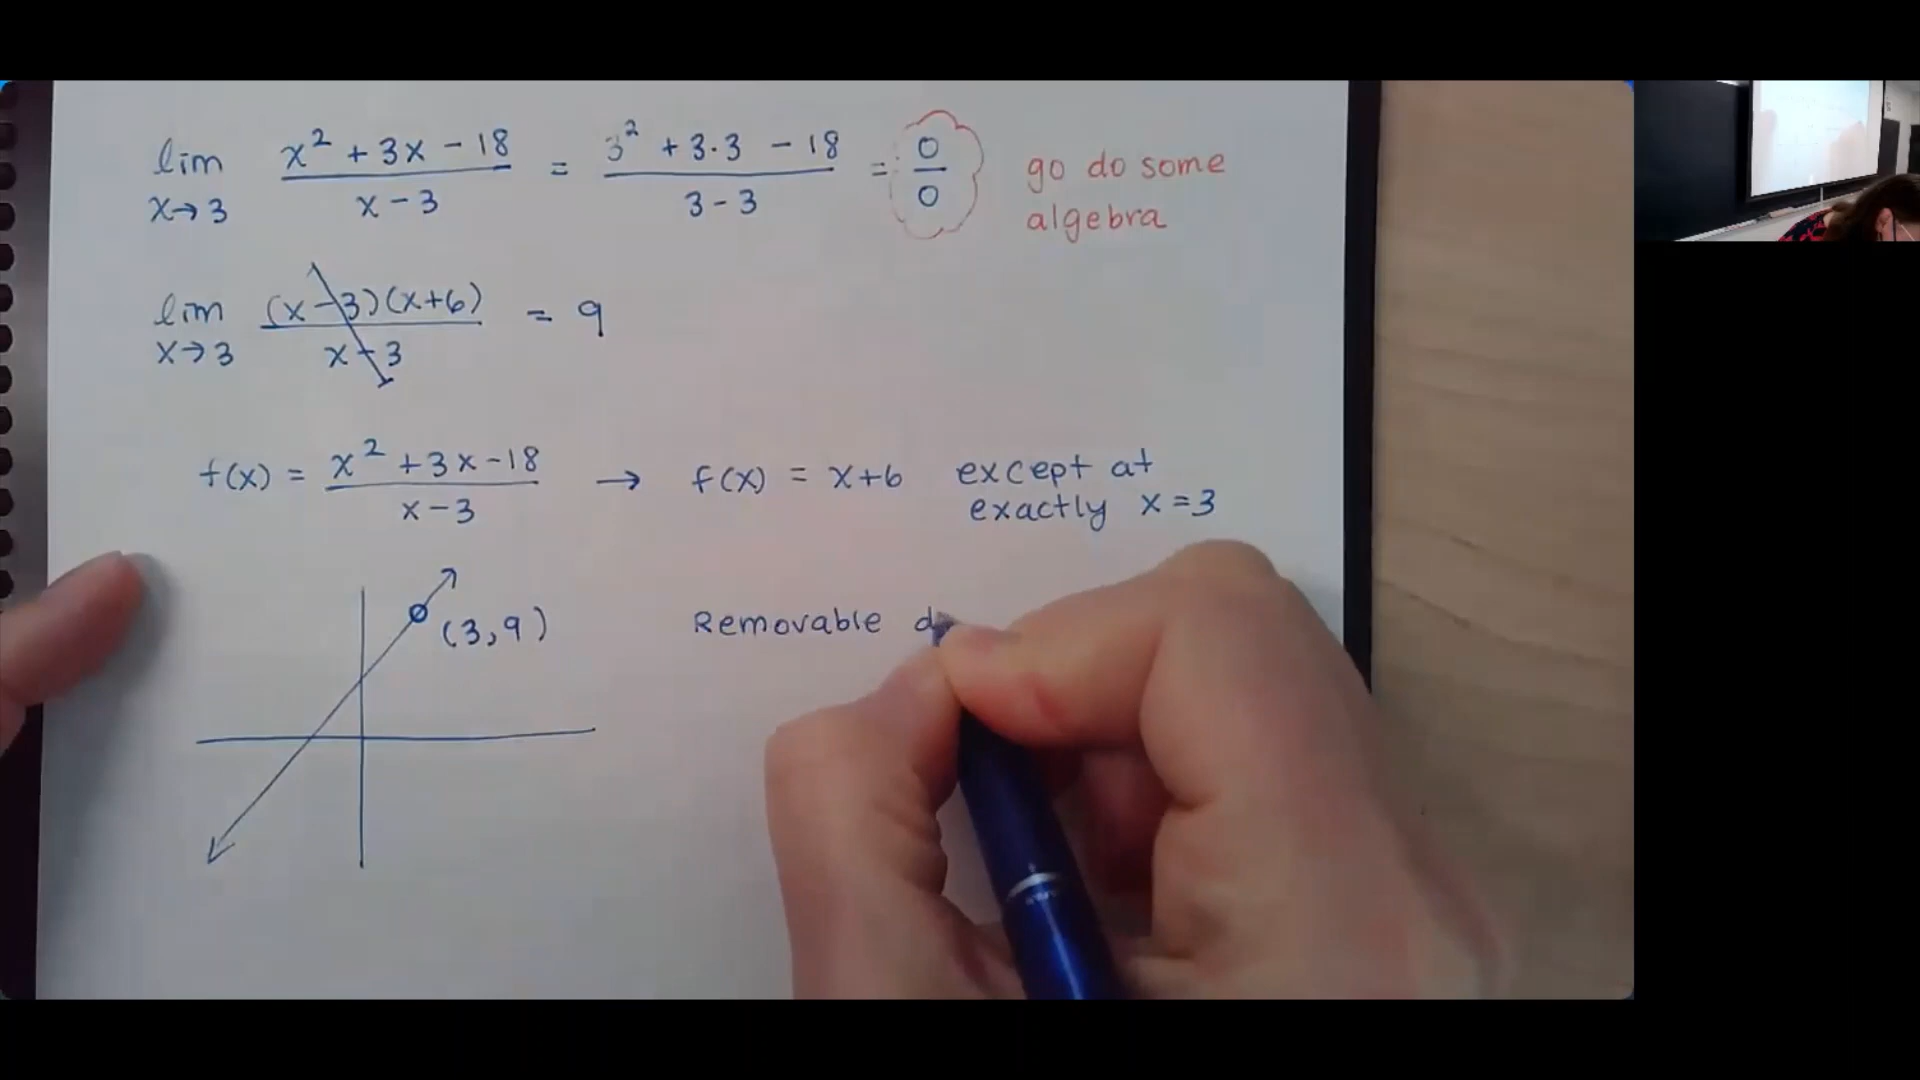 lim x→3 (x² + 3x - 18)/(x - 3) = (3² + 3·3 - 18)/(3 - 3) = 0/0 go do some
algebra
lim x→3 ((x-3)(x+6))/(x-3) = 9
f(x) = (x² + 3x - 18)/(x - 3) → f(x) = x+6 except at
exactly x = 3
(3, 9)
Removable d